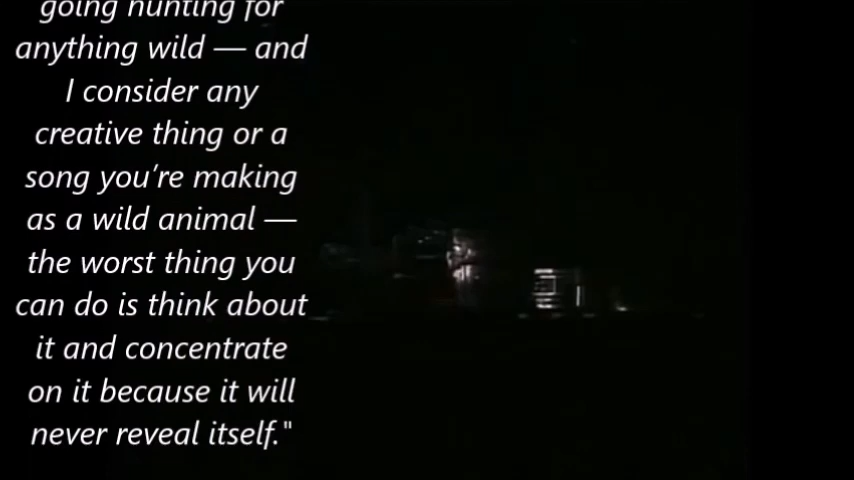 going hunting for
anything wild — and
I consider any
creative thing or a
song you’re making
as a wild animal —
the worst thing you
can do is think about
it and concentrate
on it because it will
never reveal itself."